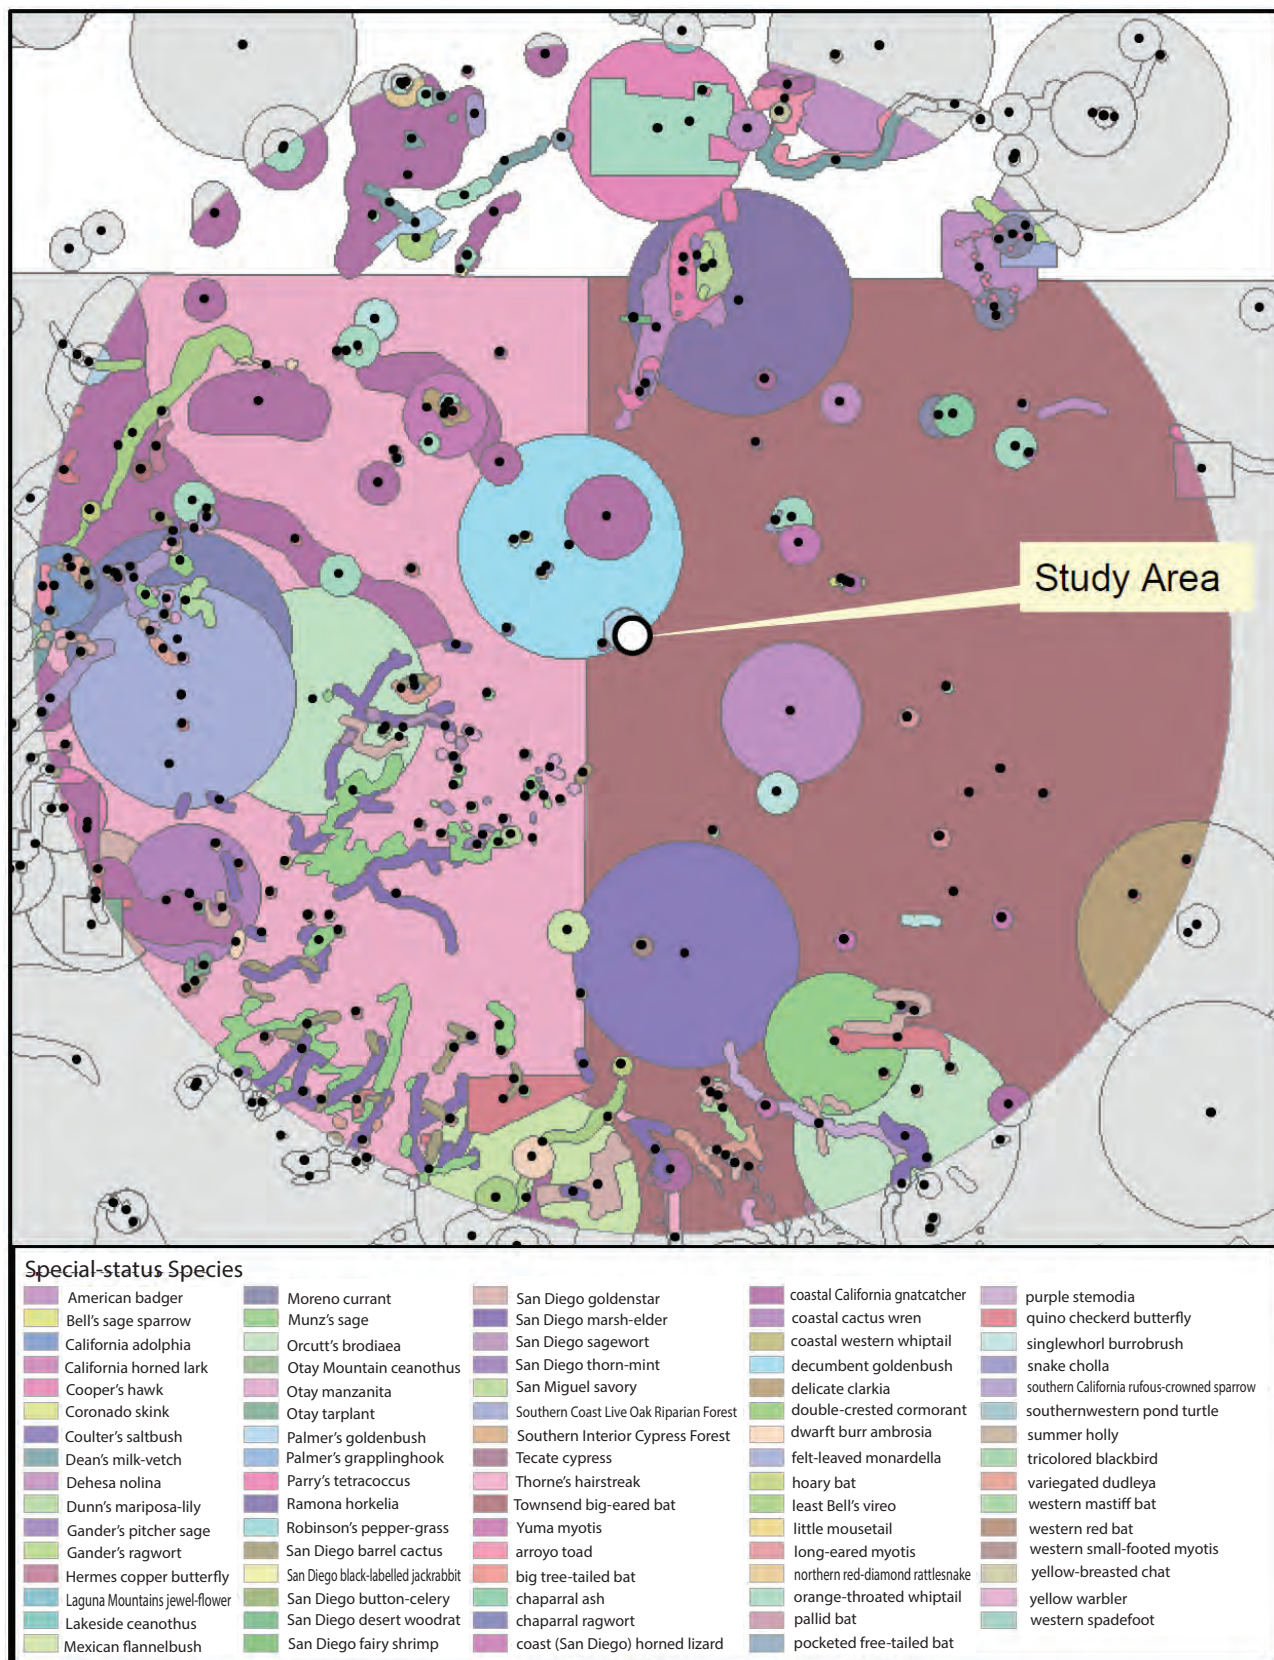 Study Area
Special-status Species
American badger
Bell's sage sparrow
California adolphia
California horned lark
Cooper's hawk
Coronado skink
Coulter's saltbush
Dean's milk-vetch
Dehesa nolina
Dunn's mariposa-lily
Gander's pitcher sage
Gander's ragwort
Hermes copper butterfly
Laguna Mountains jewel-flower
Lakeside ceanothus
Mexican flannelbush
Moreno currant
Munz's sage
Orcutt's brodiaea
Otay Mountain ceanothus
Otay manzanita
Otay tarplant
Palmer's goldenbush
Palmer's grapplinghook
Parry's tetracoccus
Ramona horkelia
Robinson's pepper-grass
San Diego barrel cactus
San Diego black-labelled jackrabbit
San Diego button-celery
San Diego desert woodrat
San Diego fairy shrimp
San Diego goldenstar
San Diego marsh-elder
San Diego sagewort
San Diego thorn-mint
San Miguel savory
Southern Coast Live Oak Riparian Forest
Southern Interior Cypress Forest
Tecate cypress
Thorne's hairstreak
Townsend big-eared bat
Yuma myotis
arroyo toad
big tree-tailed bat
chaparral ash
chaparral ragwort
coast (San Diego) horned lizard
coastal California gnatcatcher
coastal cactus wren
coastal western whiptail
decumbent goldenbush
delicate clarkia
double-crested cormorant
dwarft burr ambrosia
felt-leaved monardella
hoary bat
least Bell's vireo
little mousetail
long-eared myotis
northern red-diamond rattlesnake
orange-throated whiptail
pallid bat
pocketed free-tailed bat
purple stemodia
quino checkerd butterfly
singlewhorl burrobrush
snake cholla
southern California rufous-crowned sparrow
southwestern pond turtle
summer holly
tricolored blackbird
variegated dudleya
western mastiff bat
western red bat
western small-footed myotis
yellow-breasted chat
yellow warbler
western spadefoot